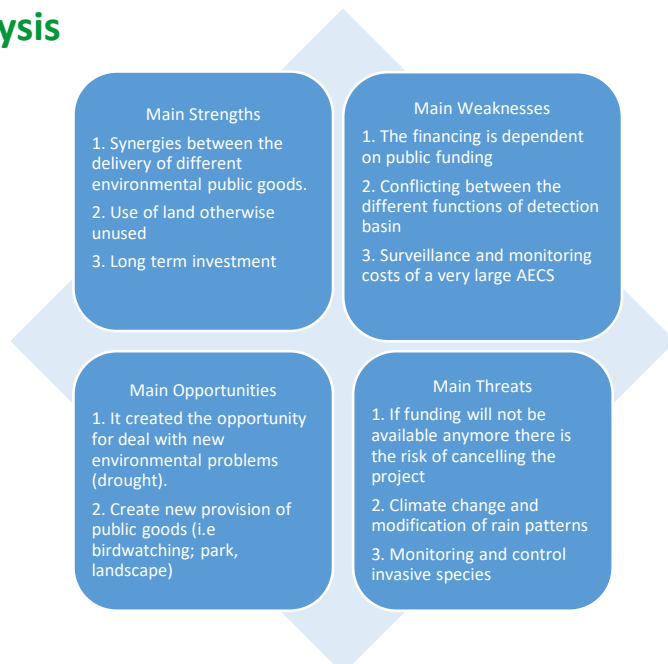 ysis
Main Strengths
1. Synergies between the
delivery of different
environmental public goods.
2. Use of land otherwise
unused
3. Long term investment
Main Weaknesses
1. The financing is dependent
on public funding
2. Conflicting between the
different functions of detection
basin
3. Surveillance and monitoring
costs of a very large AECS
Main Opportunities
1. It created the opportunity
for deal with new
environmental problems
(drought).
2. Create new provision of
public goods (i.e
birdwatching; park,
landscape)
Main Threats
1. If funding will not be
available anymore there is
the risk of cancelling the
project
2. Climate change and
modification of rain patterns
3. Monitoring and control
invasive species